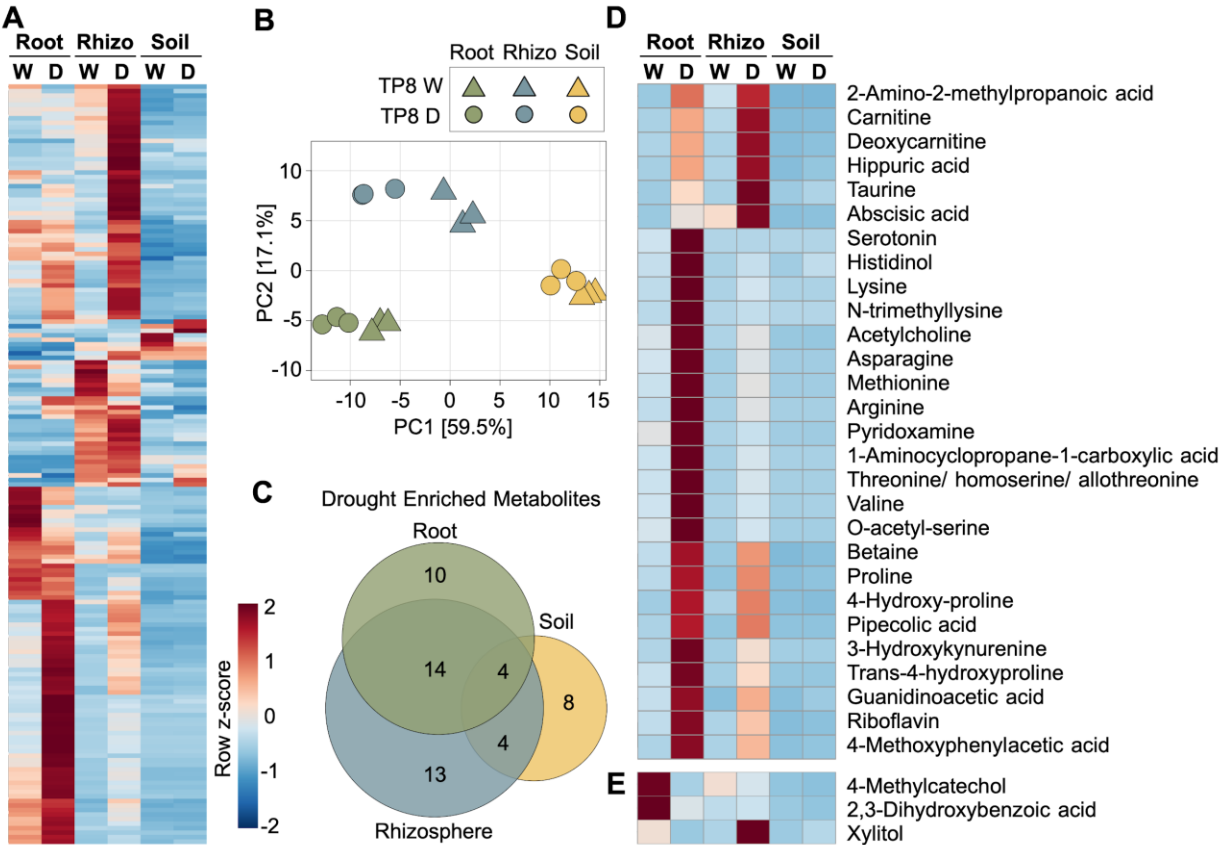 A
Root Rhizo Soil
W D W D W D
Row z-score
2
1
0
-1
-2
B
Root Rhizo Soil
TP8 W
TP8 D
PC2 [17.1%]
10
5
0
-5
-10
-10 -5 0 5 10 15
PC1 [59.5%]
C
Drought Enriched Metabolites
Root
10
Soil
14 4 8
4
13
Rhizosphere
D
Root Rhizo Soil
W D W D W D
2-Amino-2-methylpropanoic acid
Carnitine
Deoxycarnitine
Hippuric acid
Taurine
Abscisic acid
Serotonin
Histidinol
Lysine
N-trimethyllysine
Acetylcholine
Asparagine
Methionine
Arginine
Pyridoxamine
1-Aminocyclopropane-1-carboxylic acid
Threonine/ homoserine/ allothreonine
Valine
O-acetyl-serine
Betaine
Proline
4-Hydroxy-proline
Pipecolic acid
3-Hydroxykynurenine
Trans-4-hydroxyproline
Guanidinoacetic acid
Riboflavin
4-Methoxyphenylacetic acid
E
4-Methylcatechol
2,3-Dihydroxybenzoic acid
Xylitol